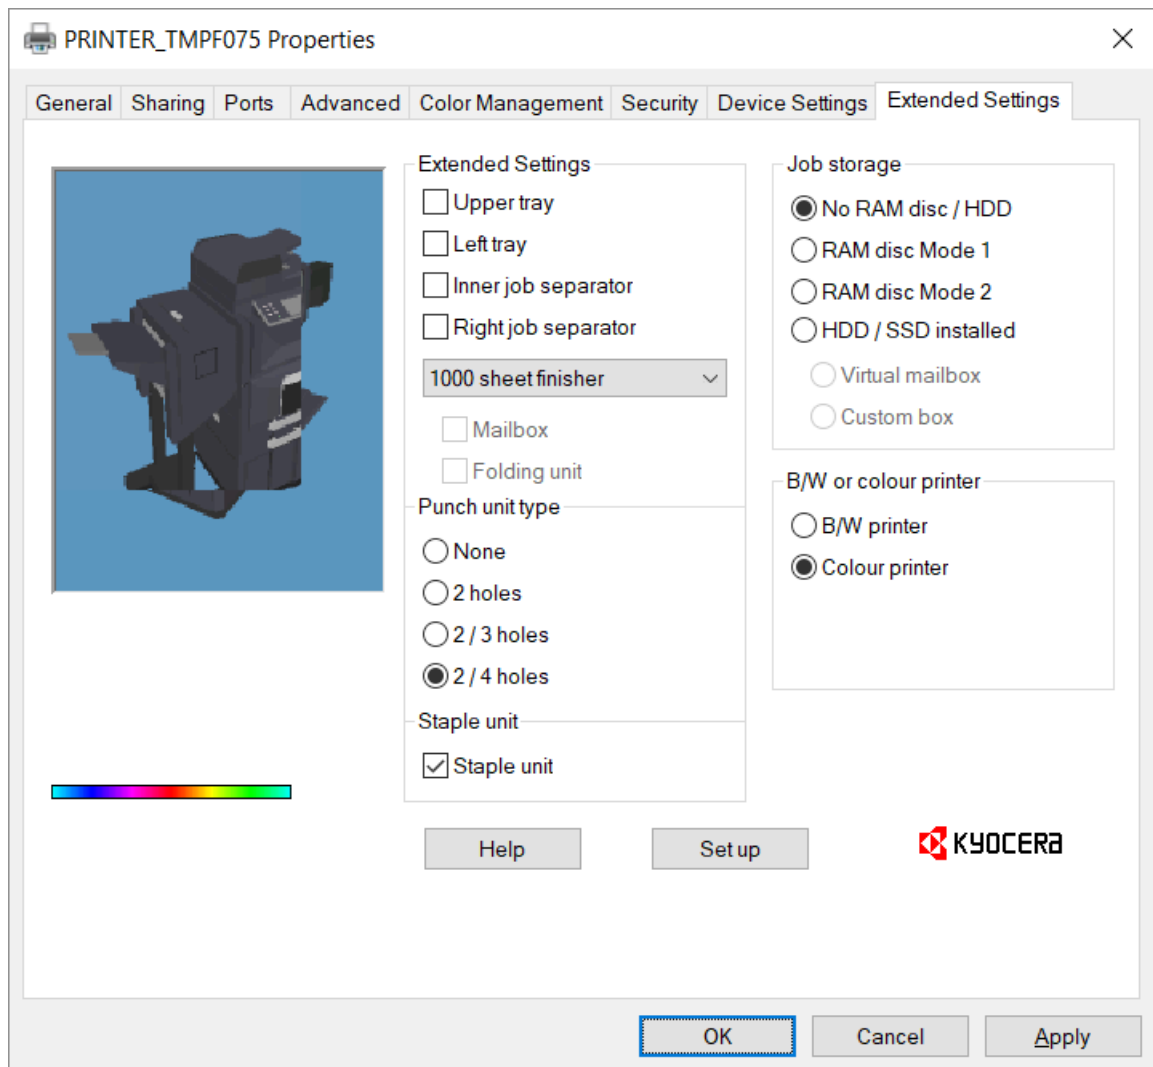 PRINTER_TMPF075 Properties
General Sharing Ports Advanced Color Management Security Device Settings Extended Settings
Extended Settings
Upper tray
Left tray
Inner job separator
Right job separator
1000 sheet finisher
Mailbox
Folding unit
Punch unit type
None
2 holes
2 / 3 holes
2 / 4 holes
Staple unit
Staple unit
Job storage
No RAM disc / HDD
RAM disc Mode 1
RAM disc Mode 2
HDD / SSD installed
Virtual mailbox
Custom box
B/W or colour printer
B/W printer
Colour printer
Help
Set up
KYOCERA
OK
Cancel
Apply